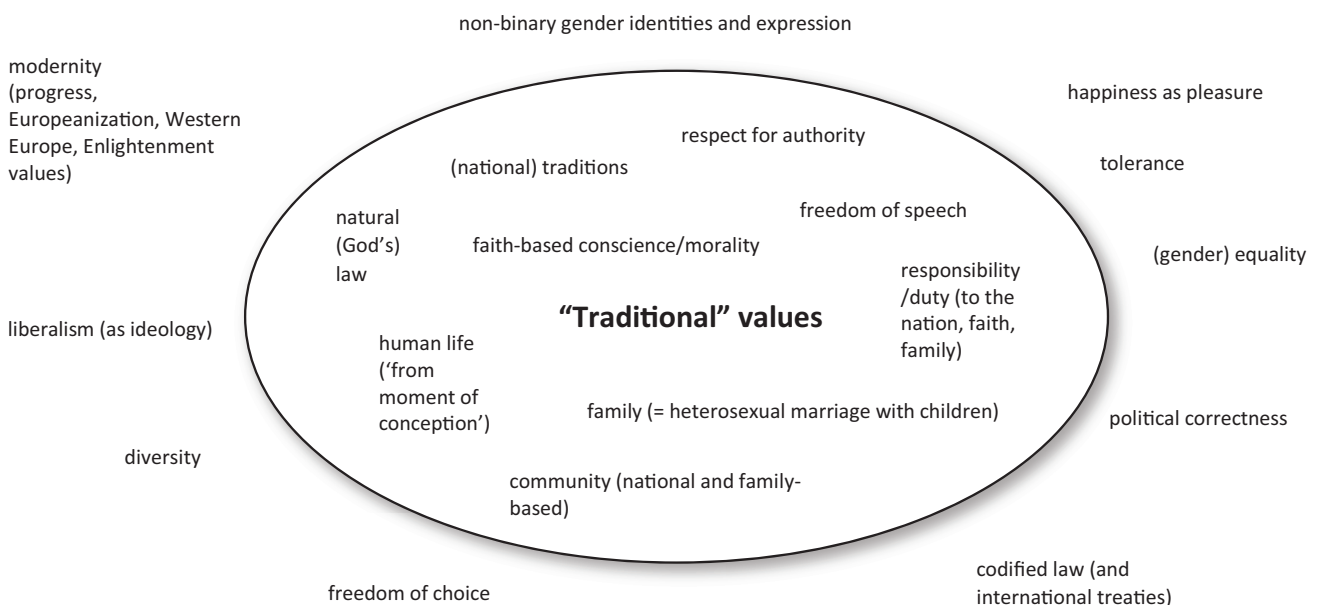 non-binary gender identities and expression
modernity
(progress,
Europeanization, Western
Europe, Enlightenment
values)
happiness as pleasure
respect for authority
(national) traditions
tolerance
natural
(God’s)
law
freedom of speech
faith-based conscience/morality
(gender) equality
responsibility
/duty (to the
nation, faith,
family)
“Traditional” values
liberalism (as ideology)
human life
(‘from
moment of
conception’)
family (= heterosexual marriage with children)
political correctness
diversity
community (national and family-
based)
freedom of choice
codified law (and
international treaties)